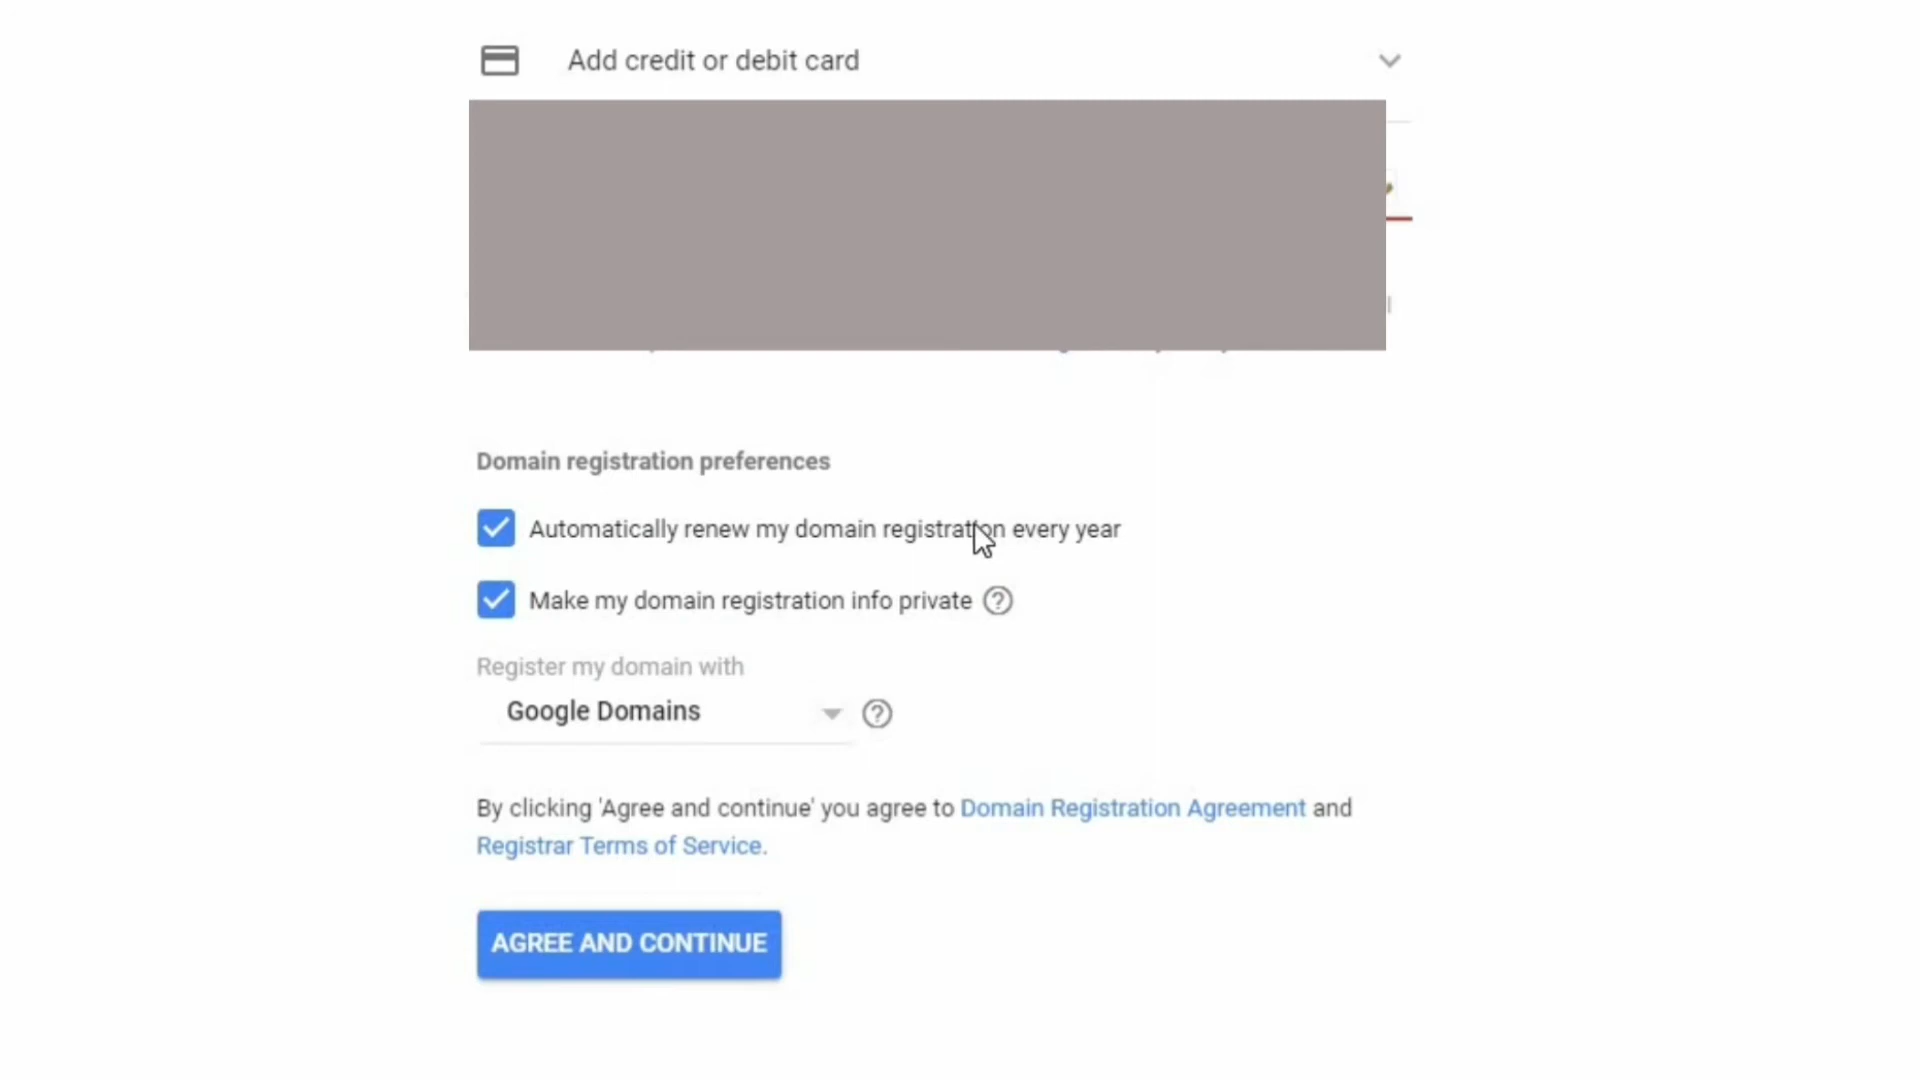 Add credit or debit card
Domain registration preferences
Automatically renew my domain registration every year
Make my domain registration info private
Register my domain with
Google Domains
By clicking 'Agree and continue' you agree to Domain Registration Agreement and
Registrar Terms of Service.
AGREE AND CONTINUE